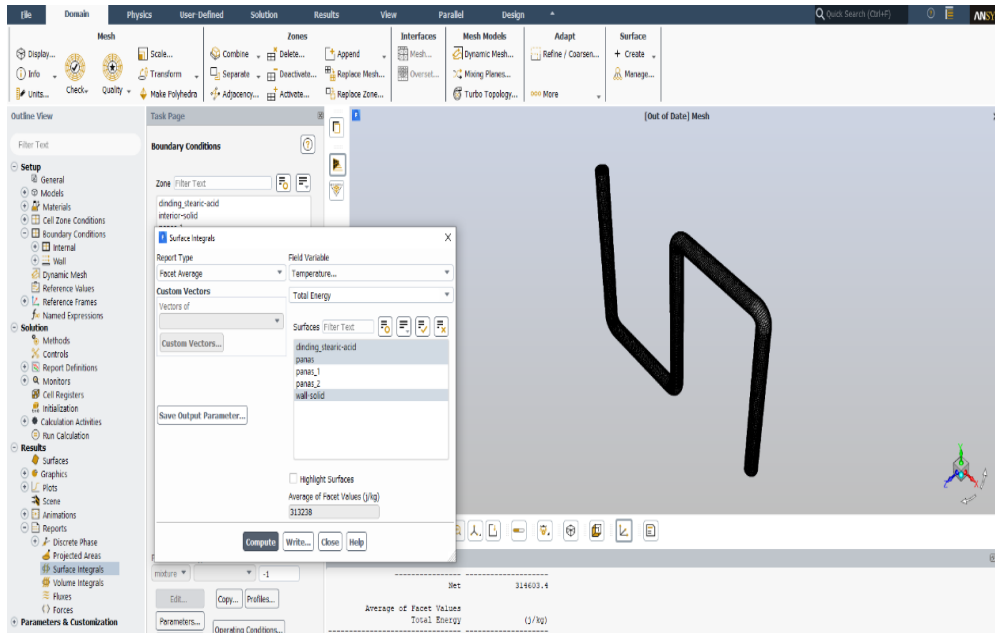 File Domain Physics User-Defined Solution Results View Parallel Design Quick Search (Ctrl+F) ANSY
Mesh Zones Interfaces Mesh Models Adapt Surface
Display... Scale... Combine Delete... Append Mesh... Dynamic Mesh... Refine / Coarsen... + Create
Info Transform Separate Deactivate... Replace Mesh... Overset... Mixing Planes... Manage...
Units... Check Quality Make Polyhedra Adjacency... Activate... Replace Zone... Turbo Topology... More
Outline View
Filter Text
Setup
General
Models
Materials
Cell Zone Conditions
Boundary Conditions
Internal
Wall
Dynamic Mesh
Reference Values
Reference Frames
Named Expressions
Solution
Methods
Controls
Report Definitions
Monitors
Cell Registers
Initialization
Calculation Activities
Run Calculation
Results
Surfaces
Graphics
Plots
Scene
Animations
Reports
Discrete Phase
Projected Areas
Surface Integrals
Volume Integrals
Fluxes
Forces
Parameters & Customization
Task Page
Boundary Conditions
Zone Filter Text
dinding_stearic-acid
interior-solid
Surface Integrals X
Report Type
Facet Average
Custom Vectors
Vectors of
Custom Vectors...
Save Output Parameter...
Field Variable
Temperature...
Total Energy
Surfaces Filter Text
dinding_stearic-acid
panas
panas_1
panas_2
wall-solid
Highlight Surfaces
Average of Facet Values (j/kg)
313238
Compute Write... Close Help
mixture -1
Edit... Copy... Profiles...
Parameters... Operating Conditions...
[Out of Date] Mesh
Y
Net 314603.4
Average of Facet Values
Total Energy (j/kg)